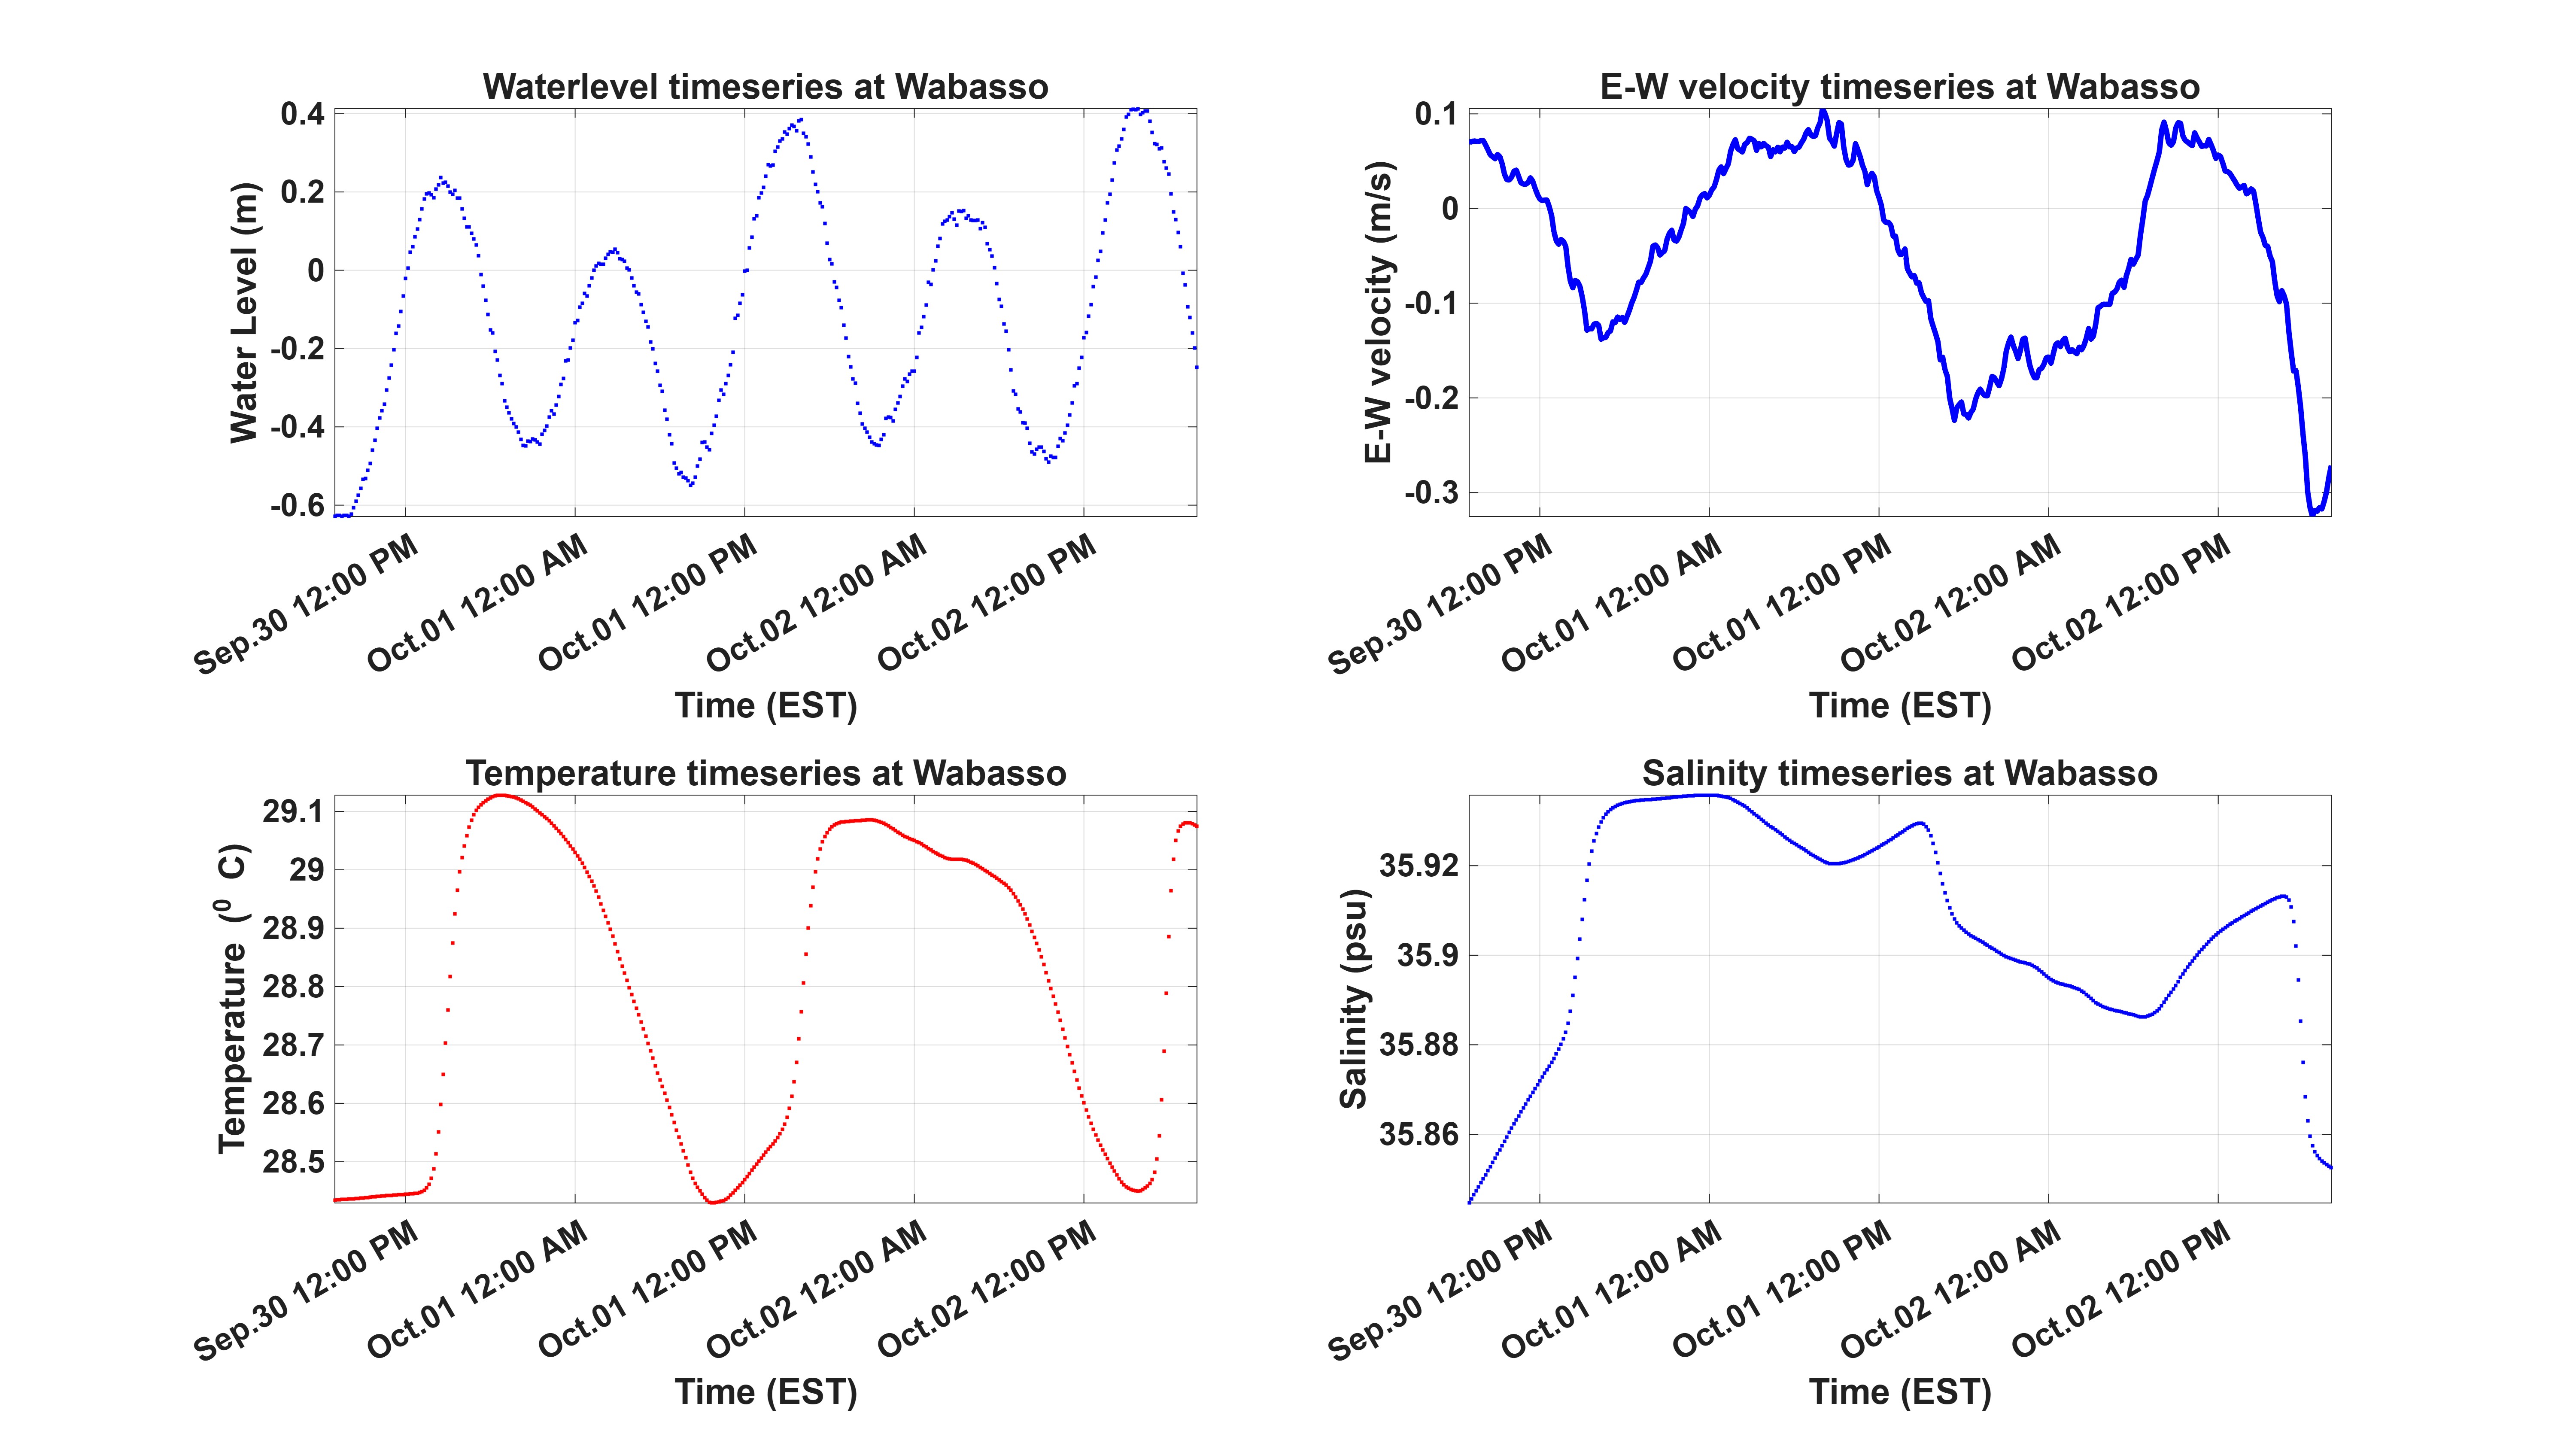 Waterlevel timeseries at Wabasso
0.4
0.2
0
-0.2
-0.4
-0.6
Water Level (m)
Sep.30 12:00 PM
Oct.01 12:00 AM
Oct.01 12:00 PM
Oct.02 12:00 AM
Oct.02 12:00 PM
Time (EST)
E-W velocity timeseries at Wabasso
0.1
0
-0.1
-0.2
-0.3
E-W velocity (m/s)
Sep.30 12:00 PM
Oct.01 12:00 AM
Oct.01 12:00 PM
Oct.02 12:00 AM
Oct.02 12:00 PM
Time (EST)
Temperature timeseries at Wabasso
29.1
29
28.9
28.8
28.7
28.6
28.5
Temperature (⁰ C)
Sep.30 12:00 PM
Oct.01 12:00 AM
Oct.01 12:00 PM
Oct.02 12:00 AM
Oct.02 12:00 PM
Time (EST)
Salinity timeseries at Wabasso
35.92
35.9
35.88
35.86
Salinity (psu)
Sep.30 12:00 PM
Oct.01 12:00 AM
Oct.01 12:00 PM
Oct.02 12:00 AM
Oct.02 12:00 PM
Time (EST)